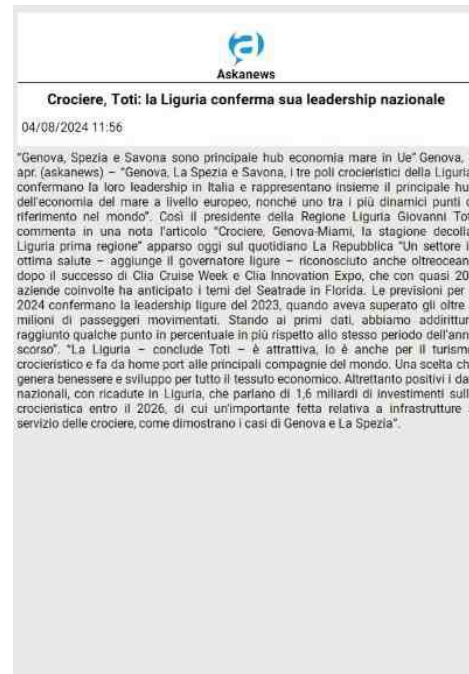 Askanews
Crociere, Toti: la Liguria conferma sua leadership nazionale
04/08/2024 11:56
"Genova, Spezia e Savona sono principale hub economia mare in Ue" Genova,
apr. (askanews) – "Genova, La Spezia e Savona, i tre poli crocieristici della Liguria
confermano la loro leadership in Italia e rappresentano insieme il principale hu
dell'economia del mare a livello europeo, nonché uno tra i più dinamici punti d
riferimento nel mondo". Così il presidente della Regione Liguria Giovanni Tot
commenta in una nota l'articolo "Crociere, Genova-Miami, la stagione decolla
Liguria prima regione" apparso oggi sul quotidiano La Repubblica "Un settore i
ottima salute – aggiunge il governatore ligure – riconosciuto anche oltreocean
dopo il successo di Clia Cruise Week e Clia Innovation Expo, che con quasi 20
aziende coinvolte ha anticipato i temi del Seatrade in Florida. Le previsioni per
2024 confermano la leadership ligure del 2023, quando aveva superato gli oltre
milioni di passeggeri movimentati. Stando ai primi dati, abbiamo addirittur
raggiunto qualche punto in percentuale in più rispetto allo stesso periodo dell'ann
scorso". "La Liguria – conclude Toti – è attrattiva, lo è anche per il turism
crocieristico e fa da home port alle principali compagnie del mondo. Una scelta ch
genera benessere e sviluppo per tutto il tessuto economico. Altrettanto positivi i da
nazionali, con ricadute in Liguria, che parlano di 1,6 miliardi di investimenti sull
crocieristica entro il 2026, di cui un'importante fetta relativa a infrastrutture
servizio delle crociere, come dimostrano i casi di Genova e La Spezia".